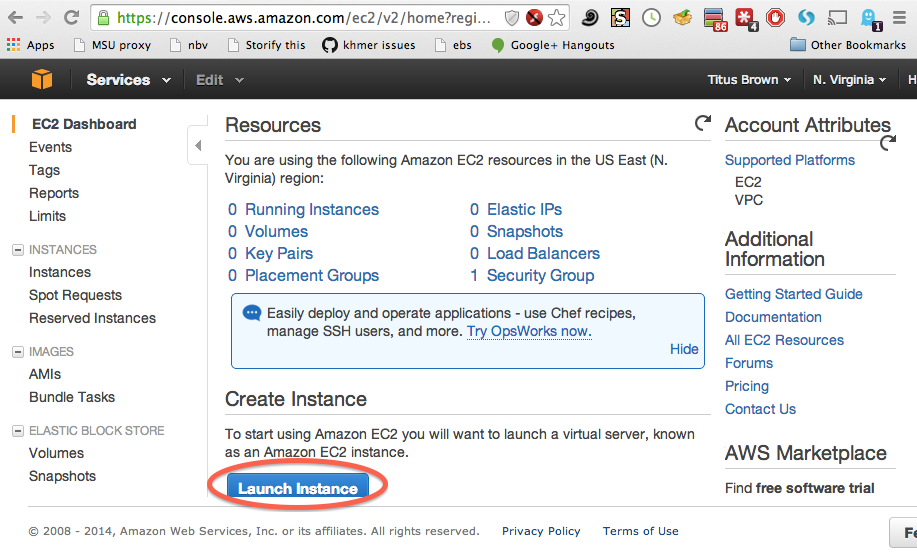 https://console.aws.amazon.com/ec2/v2/home?regi...
86 4 1
Apps MSU proxy nbv Storify this khmer issues ebs Google+ Hangouts Other Bookmarks
Services Edit Titus Brown N. Virginia H
EC2 Dashboard
Events
Tags
Reports
Limits
INSTANCES
Instances
Spot Requests
Reserved Instances
IMAGES
AMIs
Bundle Tasks
ELASTIC BLOCK STORE
Volumes
Snapshots
Resources
You are using the following Amazon EC2 resources in the US East (N.
Virginia) region:
0 Running Instances 0 Elastic IPs
0 Volumes 0 Snapshots
0 Key Pairs 0 Load Balancers
0 Placement Groups 1 Security Group
Easily deploy and operate applications - use Chef recipes,
manage SSH users, and more. Try OpsWorks now.
Hide
Create Instance
To start using Amazon EC2 you will want to launch a virtual server, known
as an Amazon EC2 instance.
Launch Instance
Account Attributes
Supported Platforms
EC2
VPC
Additional
Information
Getting Started Guide
Documentation
All EC2 Resources
Forums
Pricing
Contact Us
AWS Marketplace
Find free software trial
© 2008 - 2014, Amazon Web Services, Inc. or its affiliates. All rights reserved. Privacy Policy Terms of Use
Fe